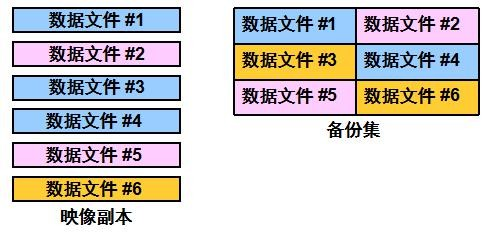 数据文件 #1
数据文件 #2
数据文件 #3
数据文件 #4
数据文件 #5
数据文件 #6
映像副本
数据文件 #1 数据文件 #2
数据文件 #3 数据文件 #4
数据文件 #5 数据文件 #6
备份集